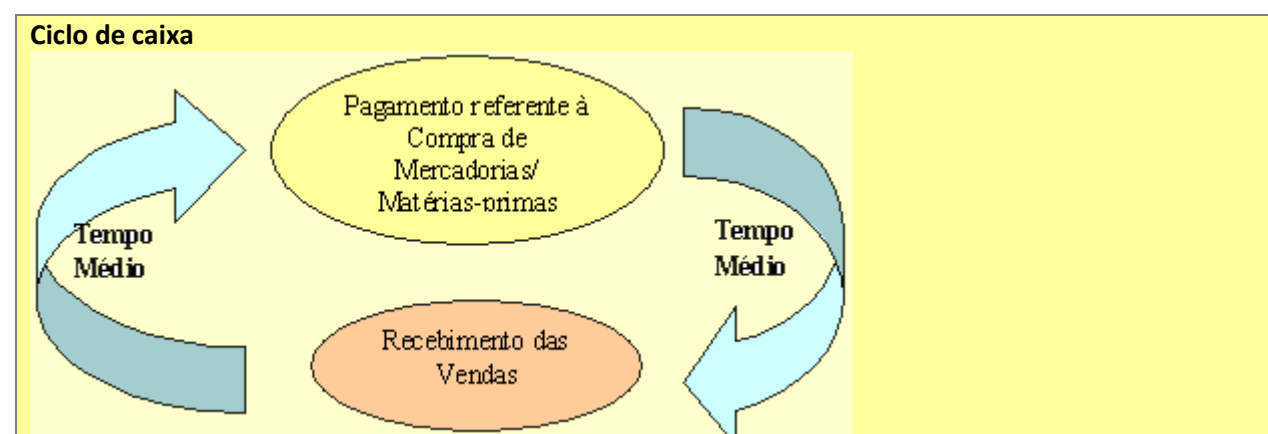 Ciclo de caixa
Pagamento referente à
Compra de
Mercadorias/
Matérias-primas
Tempo
Médio
Tempo
Médio
Recebimento das
Vendas